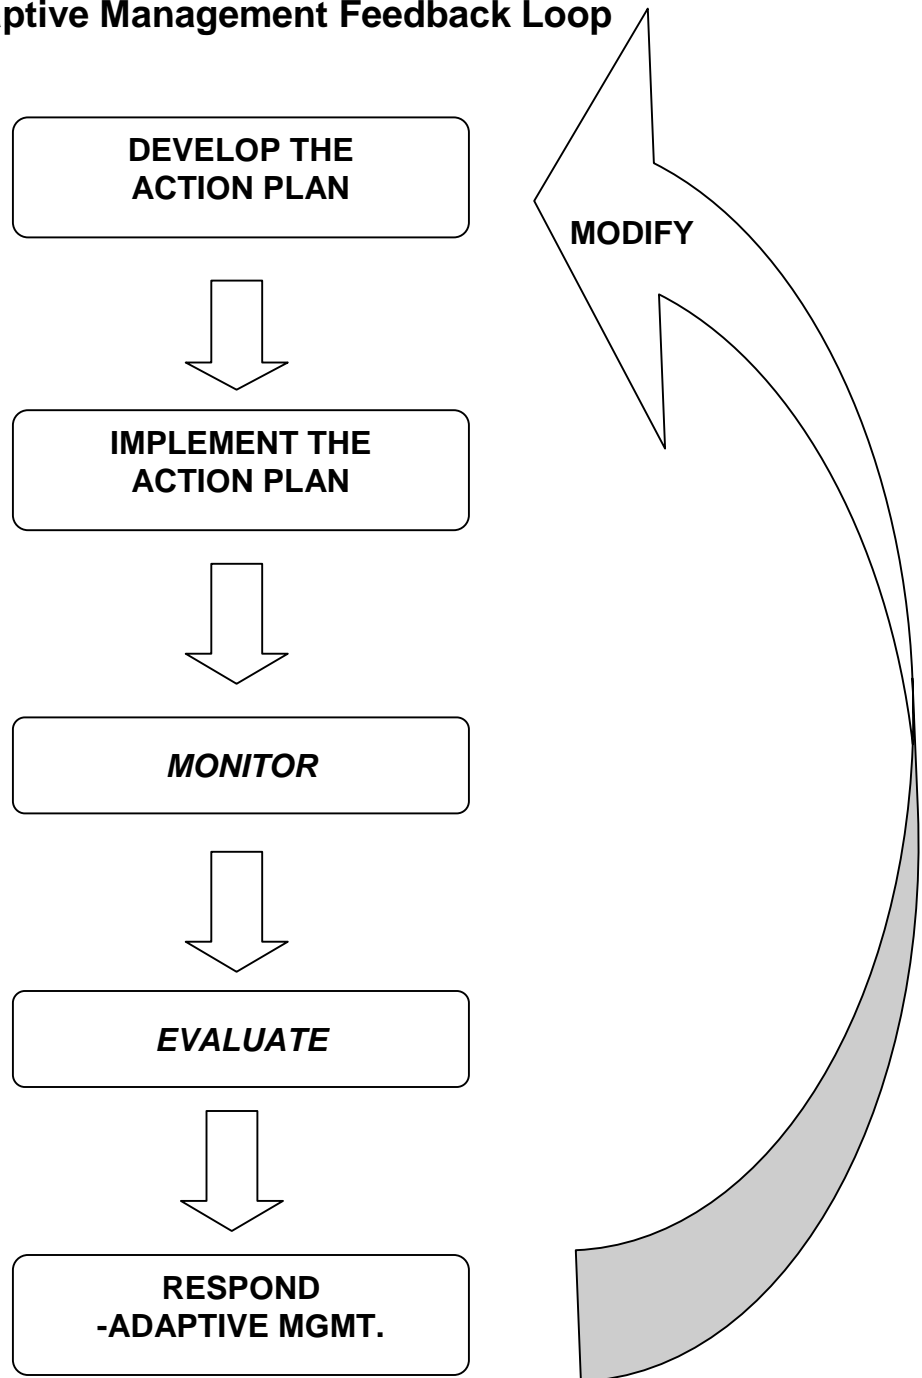 ptive Management Feedback Loop
DEVELOP THE
ACTION PLAN
MODIFY
IMPLEMENT THE
ACTION PLAN
MONITOR
EVALUATE
RESPOND
-ADAPTIVE MGMT.